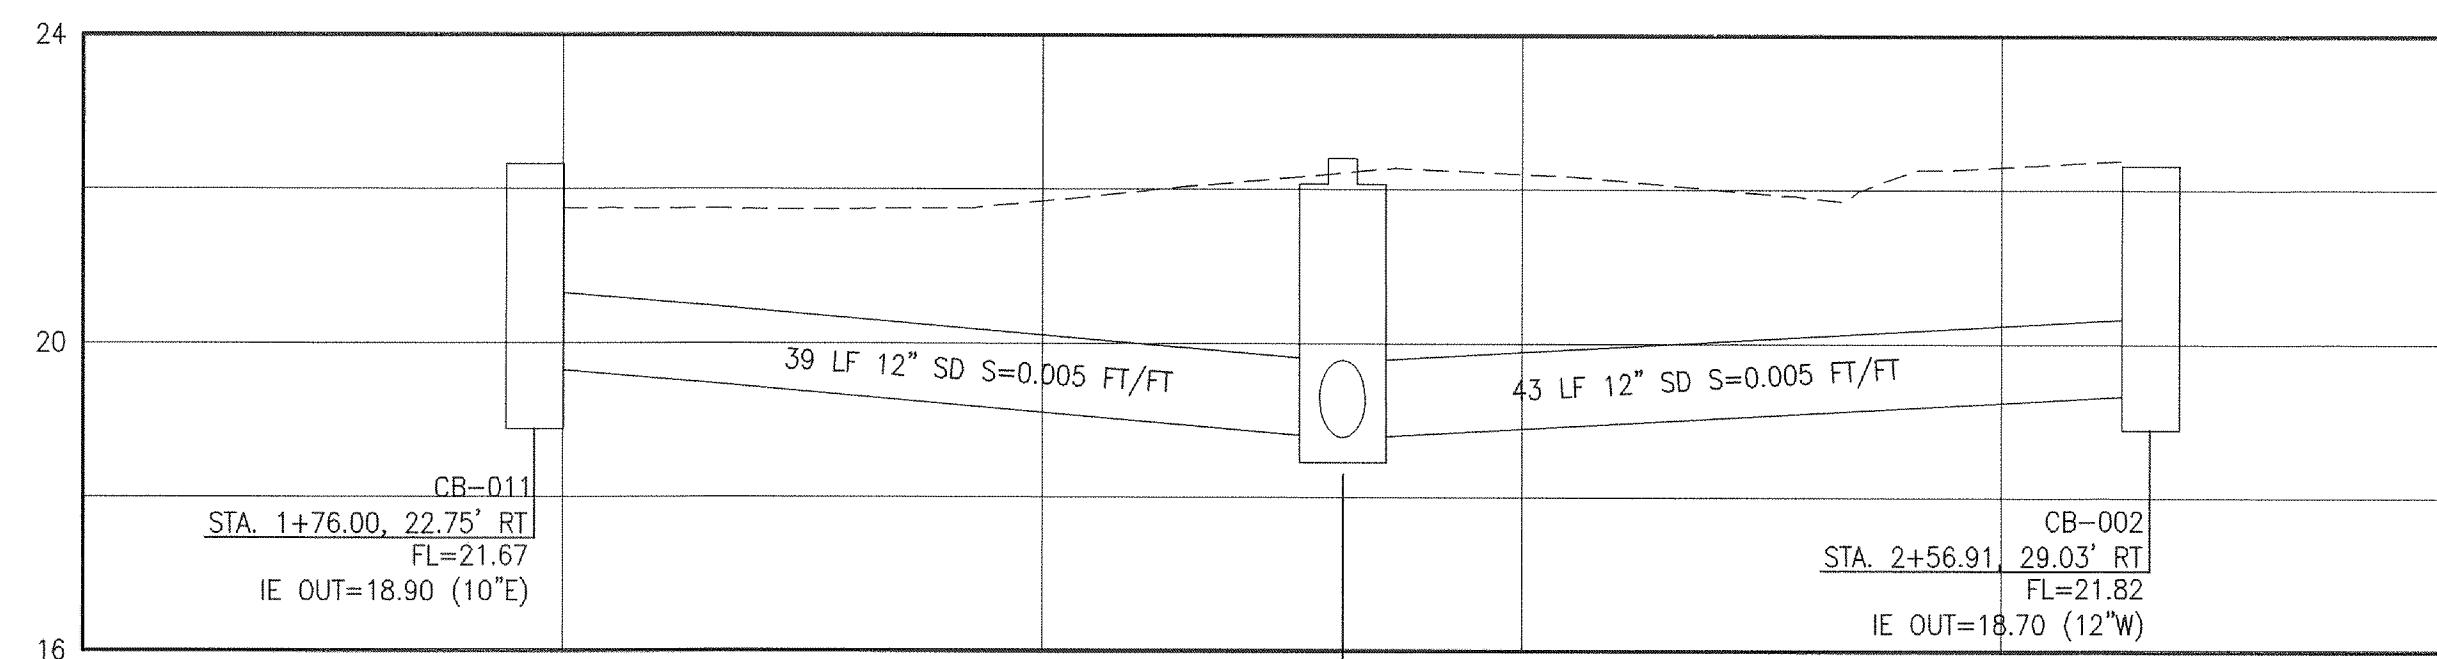 24
20
16
39 LF 12" SD S=0.005 FT/FT
43 LF 12" SD S=0.005 FT/FT
CB-011
STA. 1+76.00, 22.75' RT
FL=21.67
IE OUT=18.90 (10"E)
CB-002
STA. 2+56.91, 29.03' RT
FL=21.82
IE OUT=18.70 (12"W)